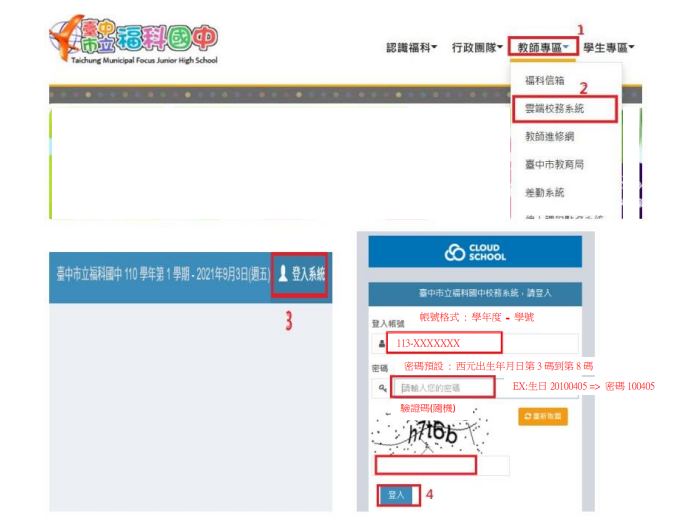 臺中市立福科國中
Taichung Municipal Focus Junior High School
1
認識福科 行政團隊 教師專區 學生專區
福科信箱
2
雲端校務系統
教師進修網
臺中市教育局
差勤系統
臺中市立福科國中 110 學年第 1 學期 - 2021年9月3日(週五) 登入系統
3
CLOUD
SCHOOL
臺中市立福科國中校務系統，請登入
登入帳號 帳號格式 : 學年度 - 學號
113-XXXXXXX
密碼 密碼預設 : 西元出生年月日第 3 碼到第 8 碼
請輸入您的密碼 EX:生日 20100405 => 密碼 100405
驗證碼(隨機)
h7t6b
登入 4